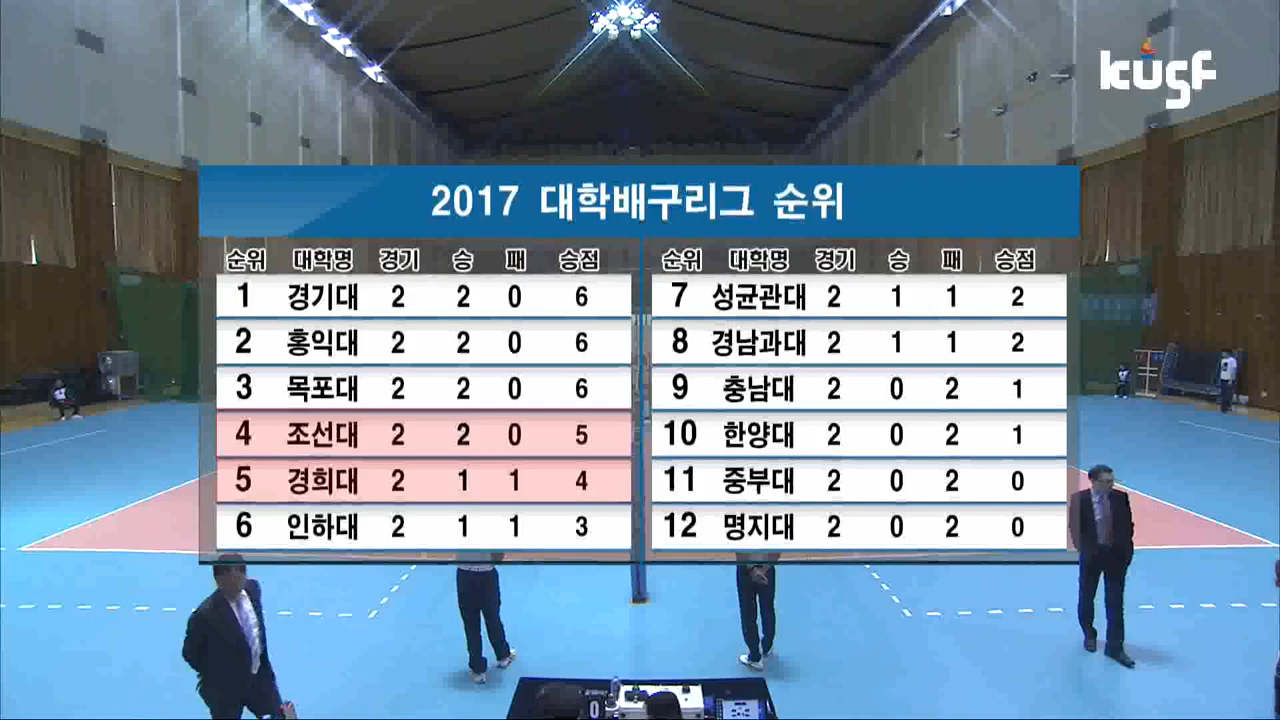 kusf
2017 대학배구리그 순위
순위 대학명 경기 승 패 승점
1 경기대 2 2 0 6
2 홍익대 2 2 0 6
3 목포대 2 2 0 6
4 조선대 2 2 0 5
5 경희대 2 1 1 4
6 인하대 2 1 1 3
순위 대학명 경기 승 패 승점
7 성균관대 2 1 1 2
8 경남과대 2 1 1 2
9 충남대 2 0 2 1
10 한양대 2 0 2 1
11 중부대 2 0 2 0
12 명지대 2 0 2 0
0